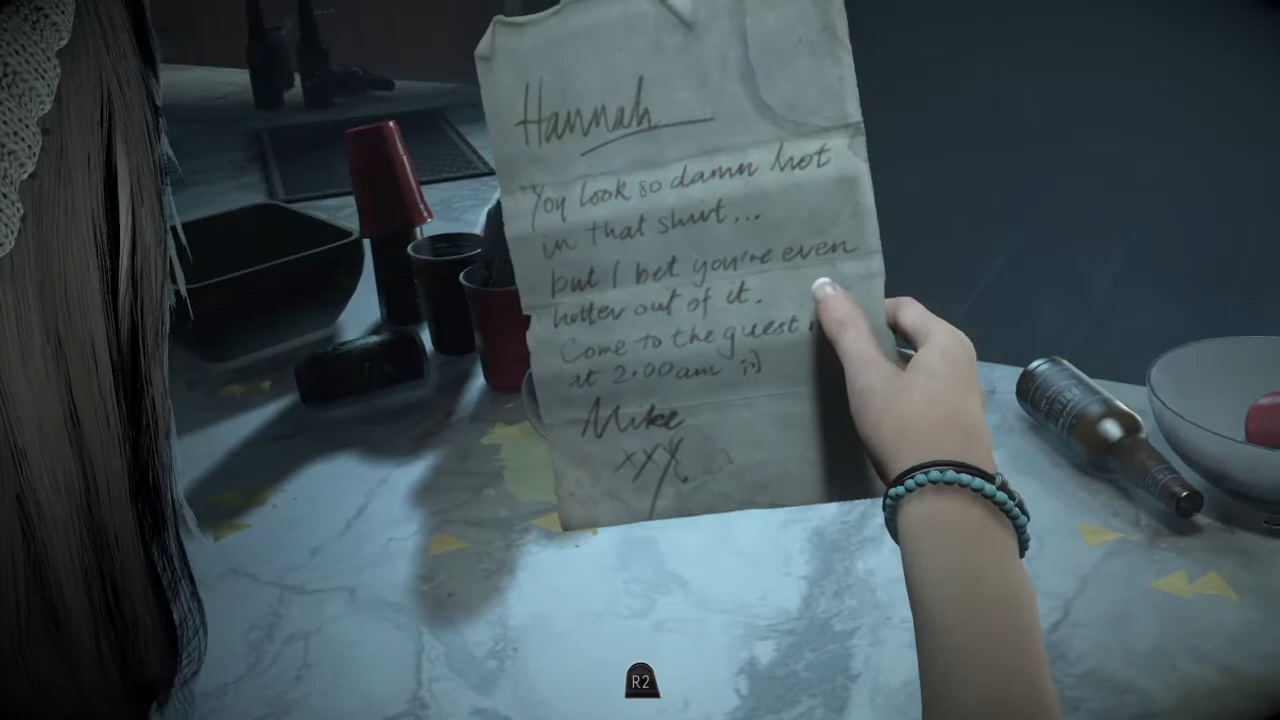 Hannah
You look so damn hot
in that shirt...
but I bet you're even
hotter out of it.
Come to the guest
at 2:00am ;)
Mike
xxx
R2